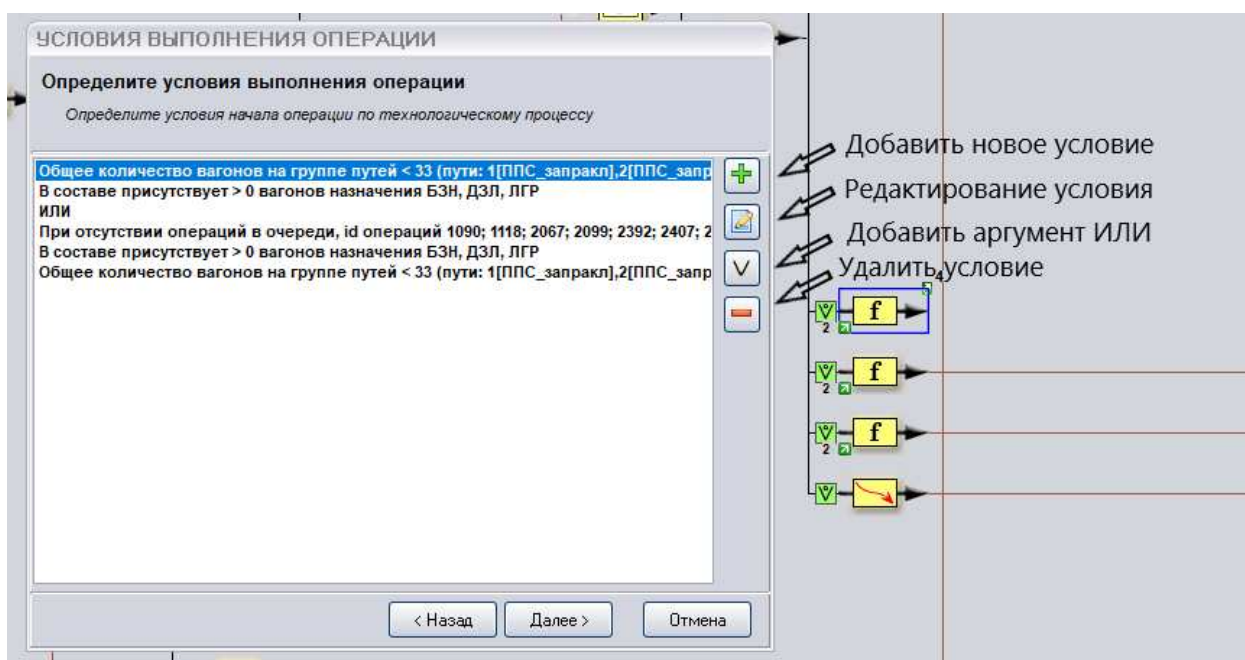 УСЛОВИЯ ВЫПОЛНЕНИЯ ОПЕРАЦИИ
Определите условия выполнения операции
Определите условия начала операции по технологическому процессу
Общее количество вагонов на группе путей < 33 (пути: 1[ППС_запракл],2[ППС_запр
В составе присутствует > 0 вагонов назначения БЗН, ДЗЛ, ЛГР
ИЛИ
При отсутствии операций в очереди, id операций 1090; 1118; 2067; 2099; 2392; 2407; 2
В составе присутствует > 0 вагонов назначения БЗН, ДЗЛ, ЛГР
Общее количество вагонов на группе путей < 33 (пути: 1[ППС_запракл],2[ППС_запр
Добавить новое условие
Редактирование условия
Добавить аргумент ИЛИ
Удалить условие
4
f
2
f
2
f
2
< Назад
Далее >
Отмена